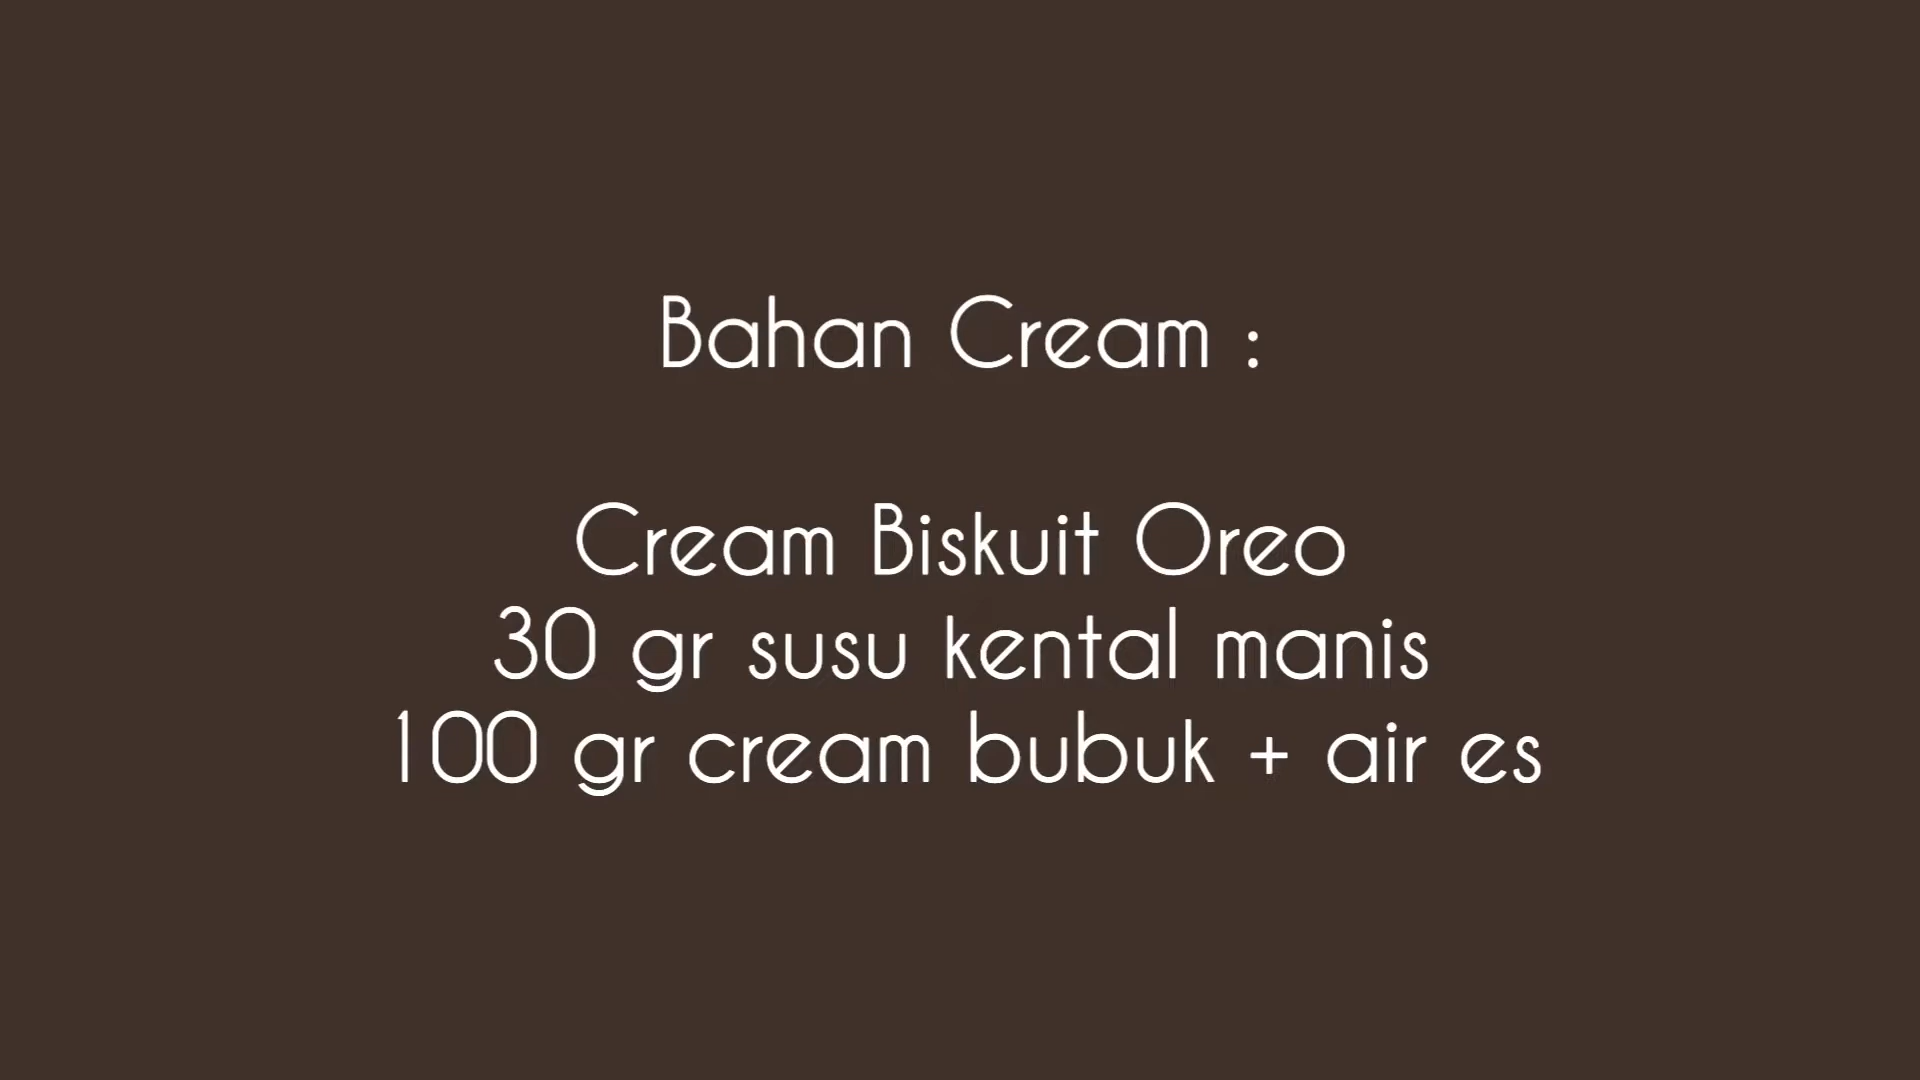 Bahan Cream :
Cream Biskuit Oreo
30 gr susu kental manis
100 gr cream bubuk + air es